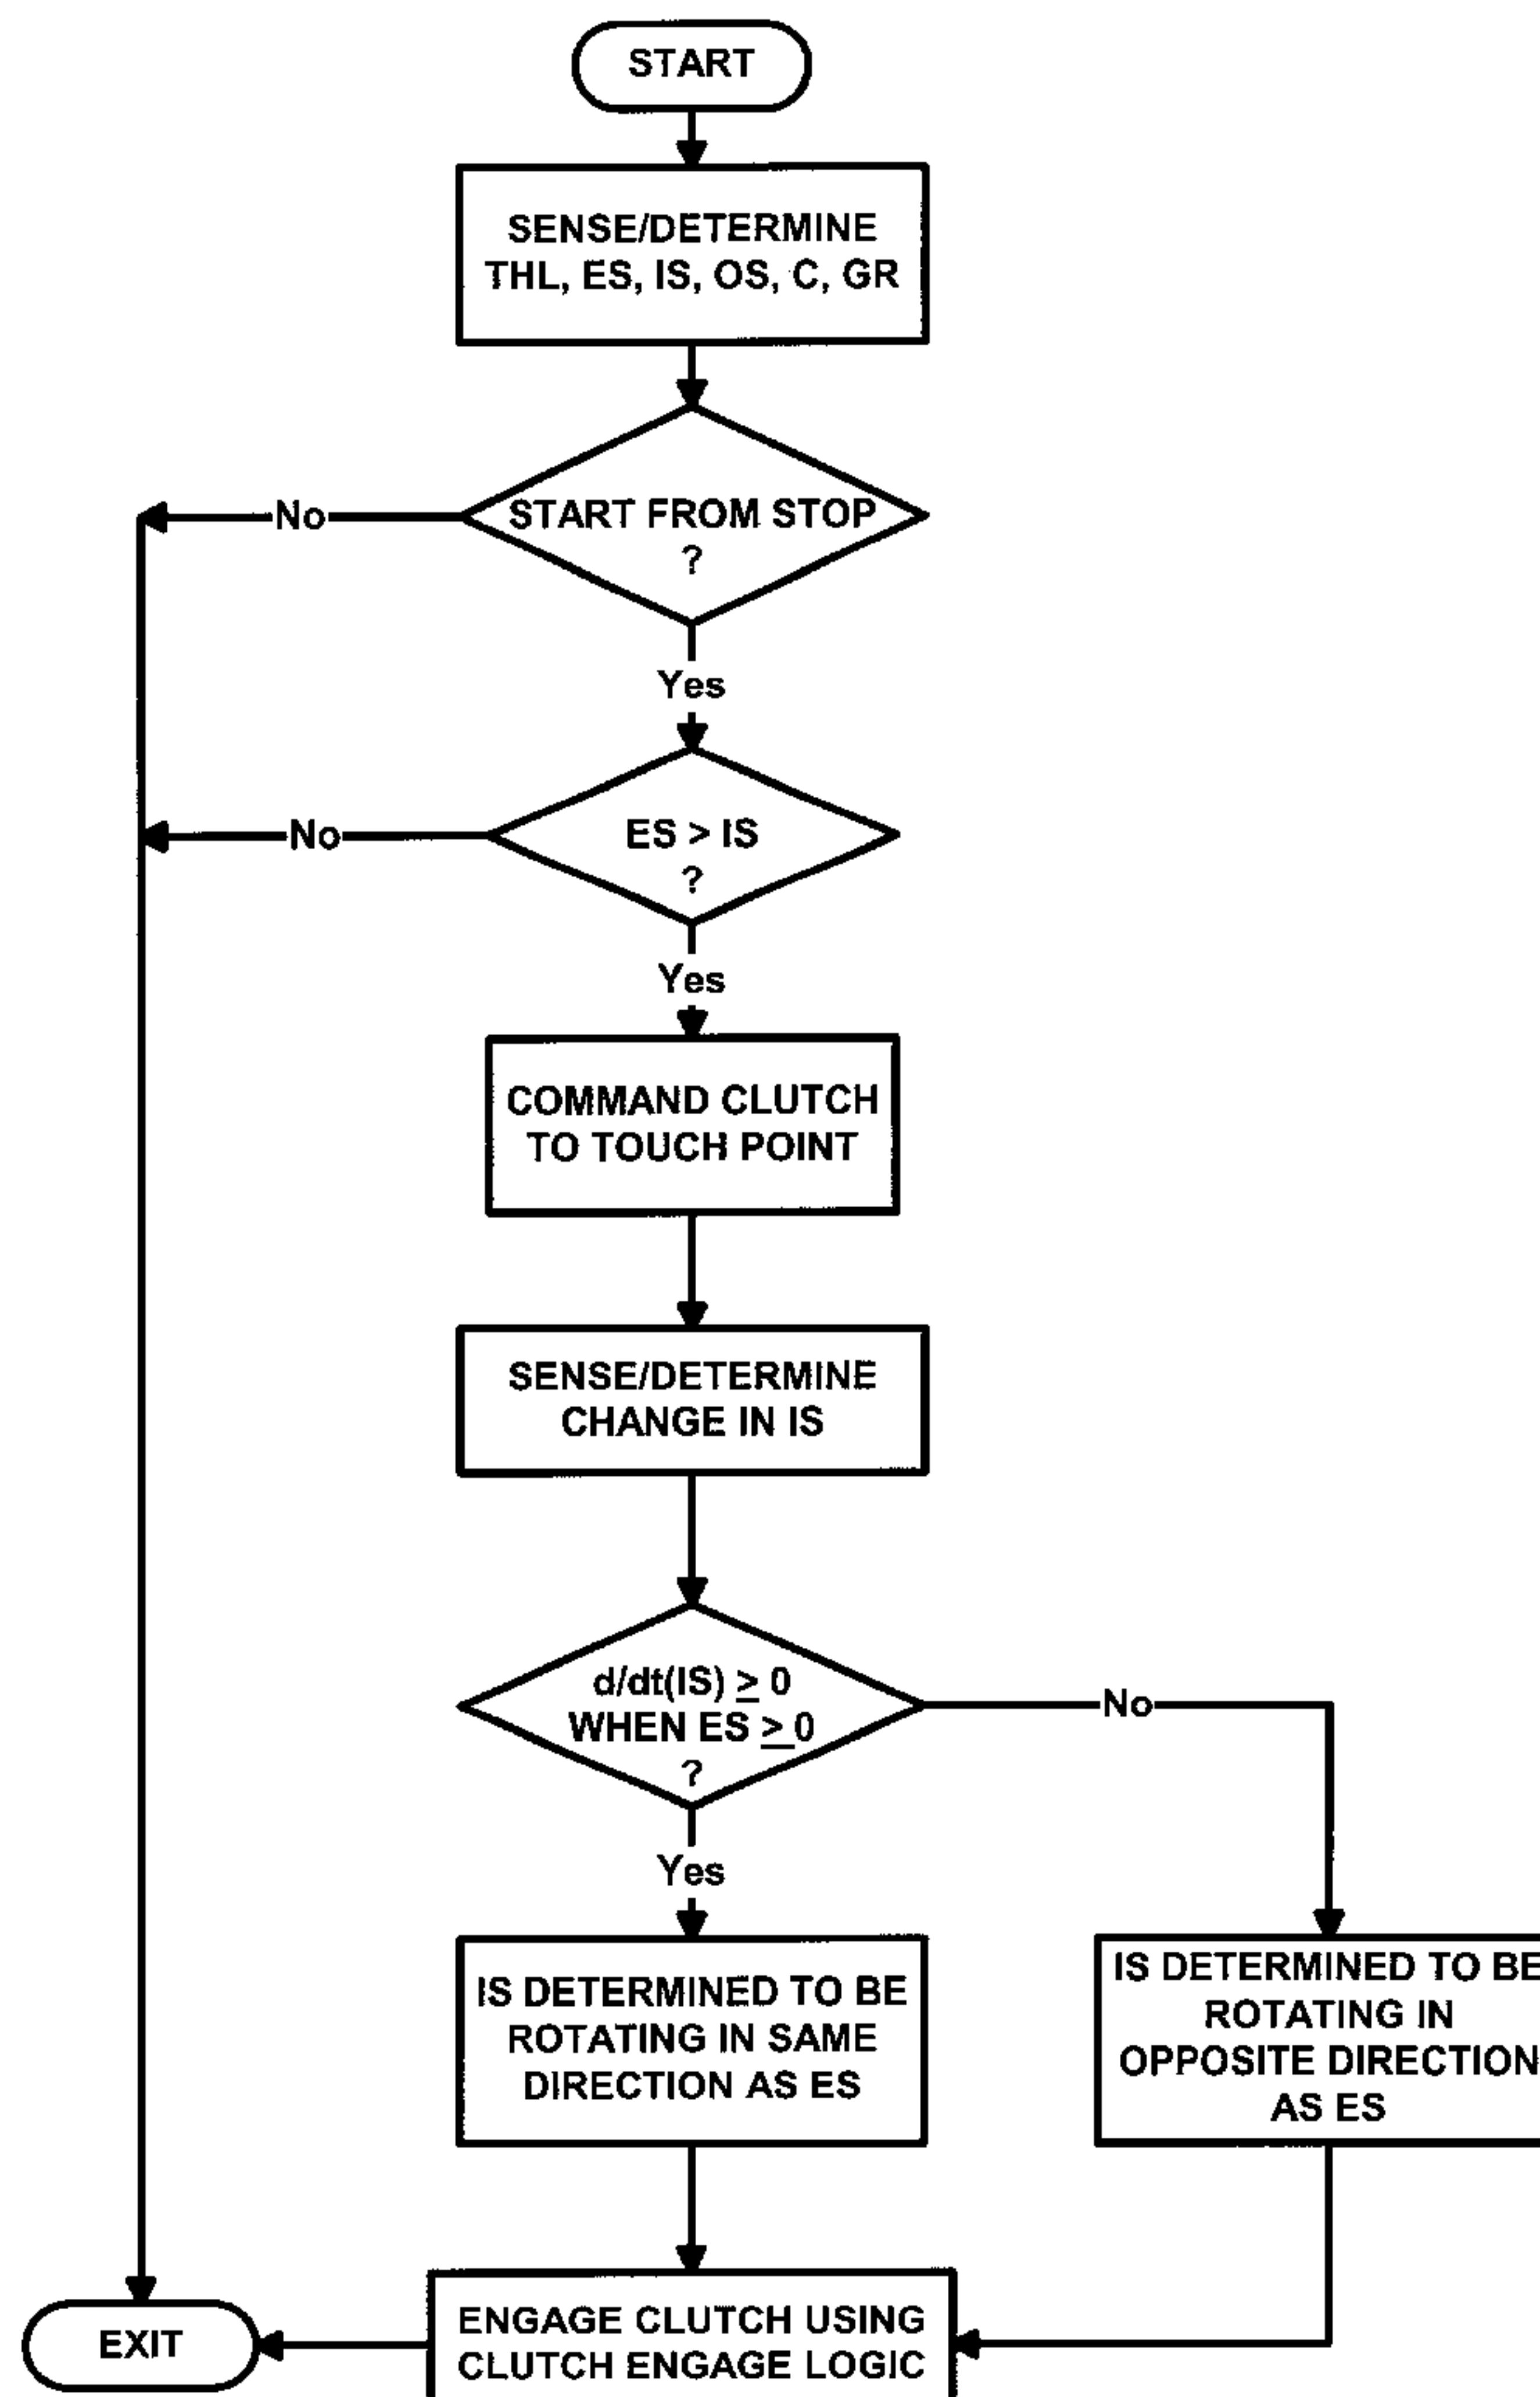 START
SENSE/DETERMINE
THL, ES, IS, OS, C, GR
START FROM STOP
?
No
Yes
ES > IS
?
No
Yes
COMMAND CLUTCH
TO TOUCH POINT
SENSE/DETERMINE
CHANGE IN IS
d/dt(IS) ≥ 0
WHEN ES ≥ 0
?
No
Yes
IS DETERMINED TO BE
ROTATING IN SAME
DIRECTION AS ES
IS DETERMINED TO BE
ROTATING IN
OPPOSITE DIRECTION
AS ES
ENGAGE CLUTCH USING
CLUTCH ENGAGE LOGIC
EXIT